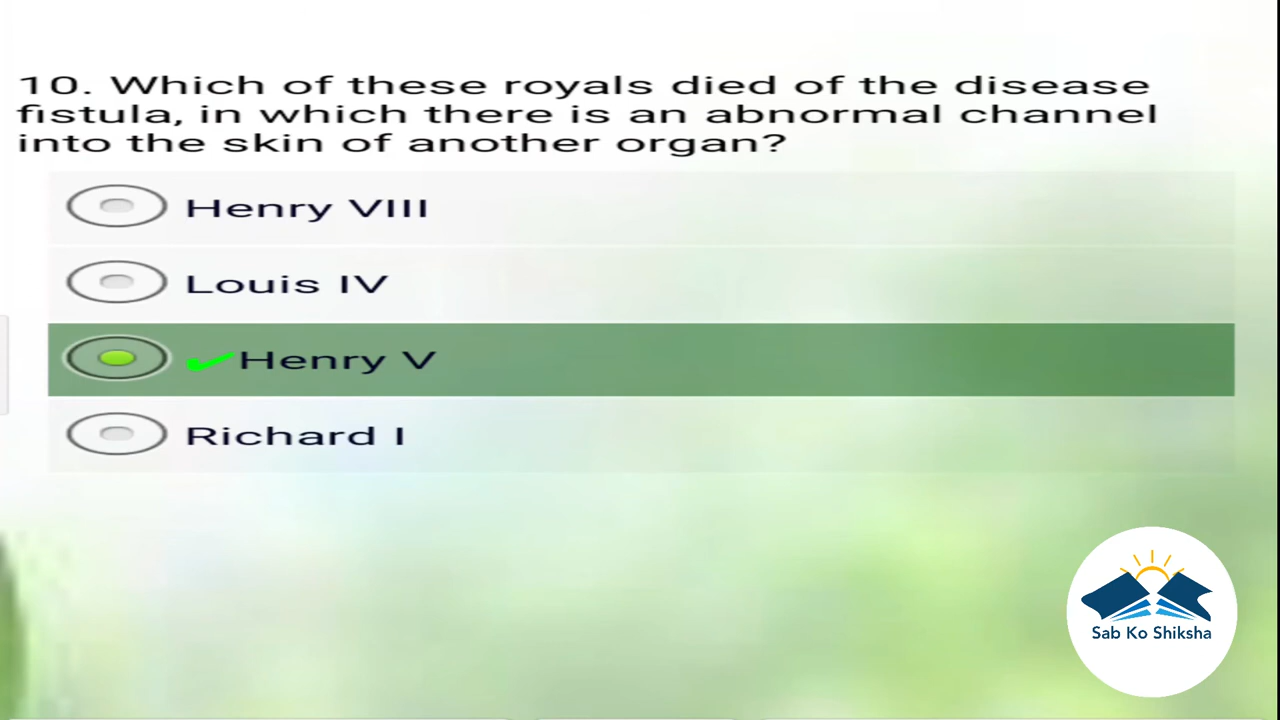 10. Which of these royals died of the disease
fistula, in which there is an abnormal channel
into the skin of another organ?
Henry VIII
Louis IV
Henry V
Richard I
Sab Ko Shiksha